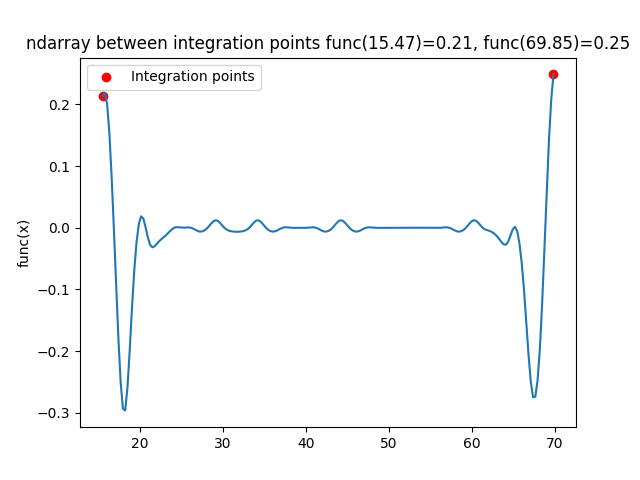 ndarray between integration points func(15.47)=0.21, func(69.85)=0.25
Integration points
func(x)
0.2
0.1
0.0
−0.1
−0.2
−0.3
20 30 40 50 60 70